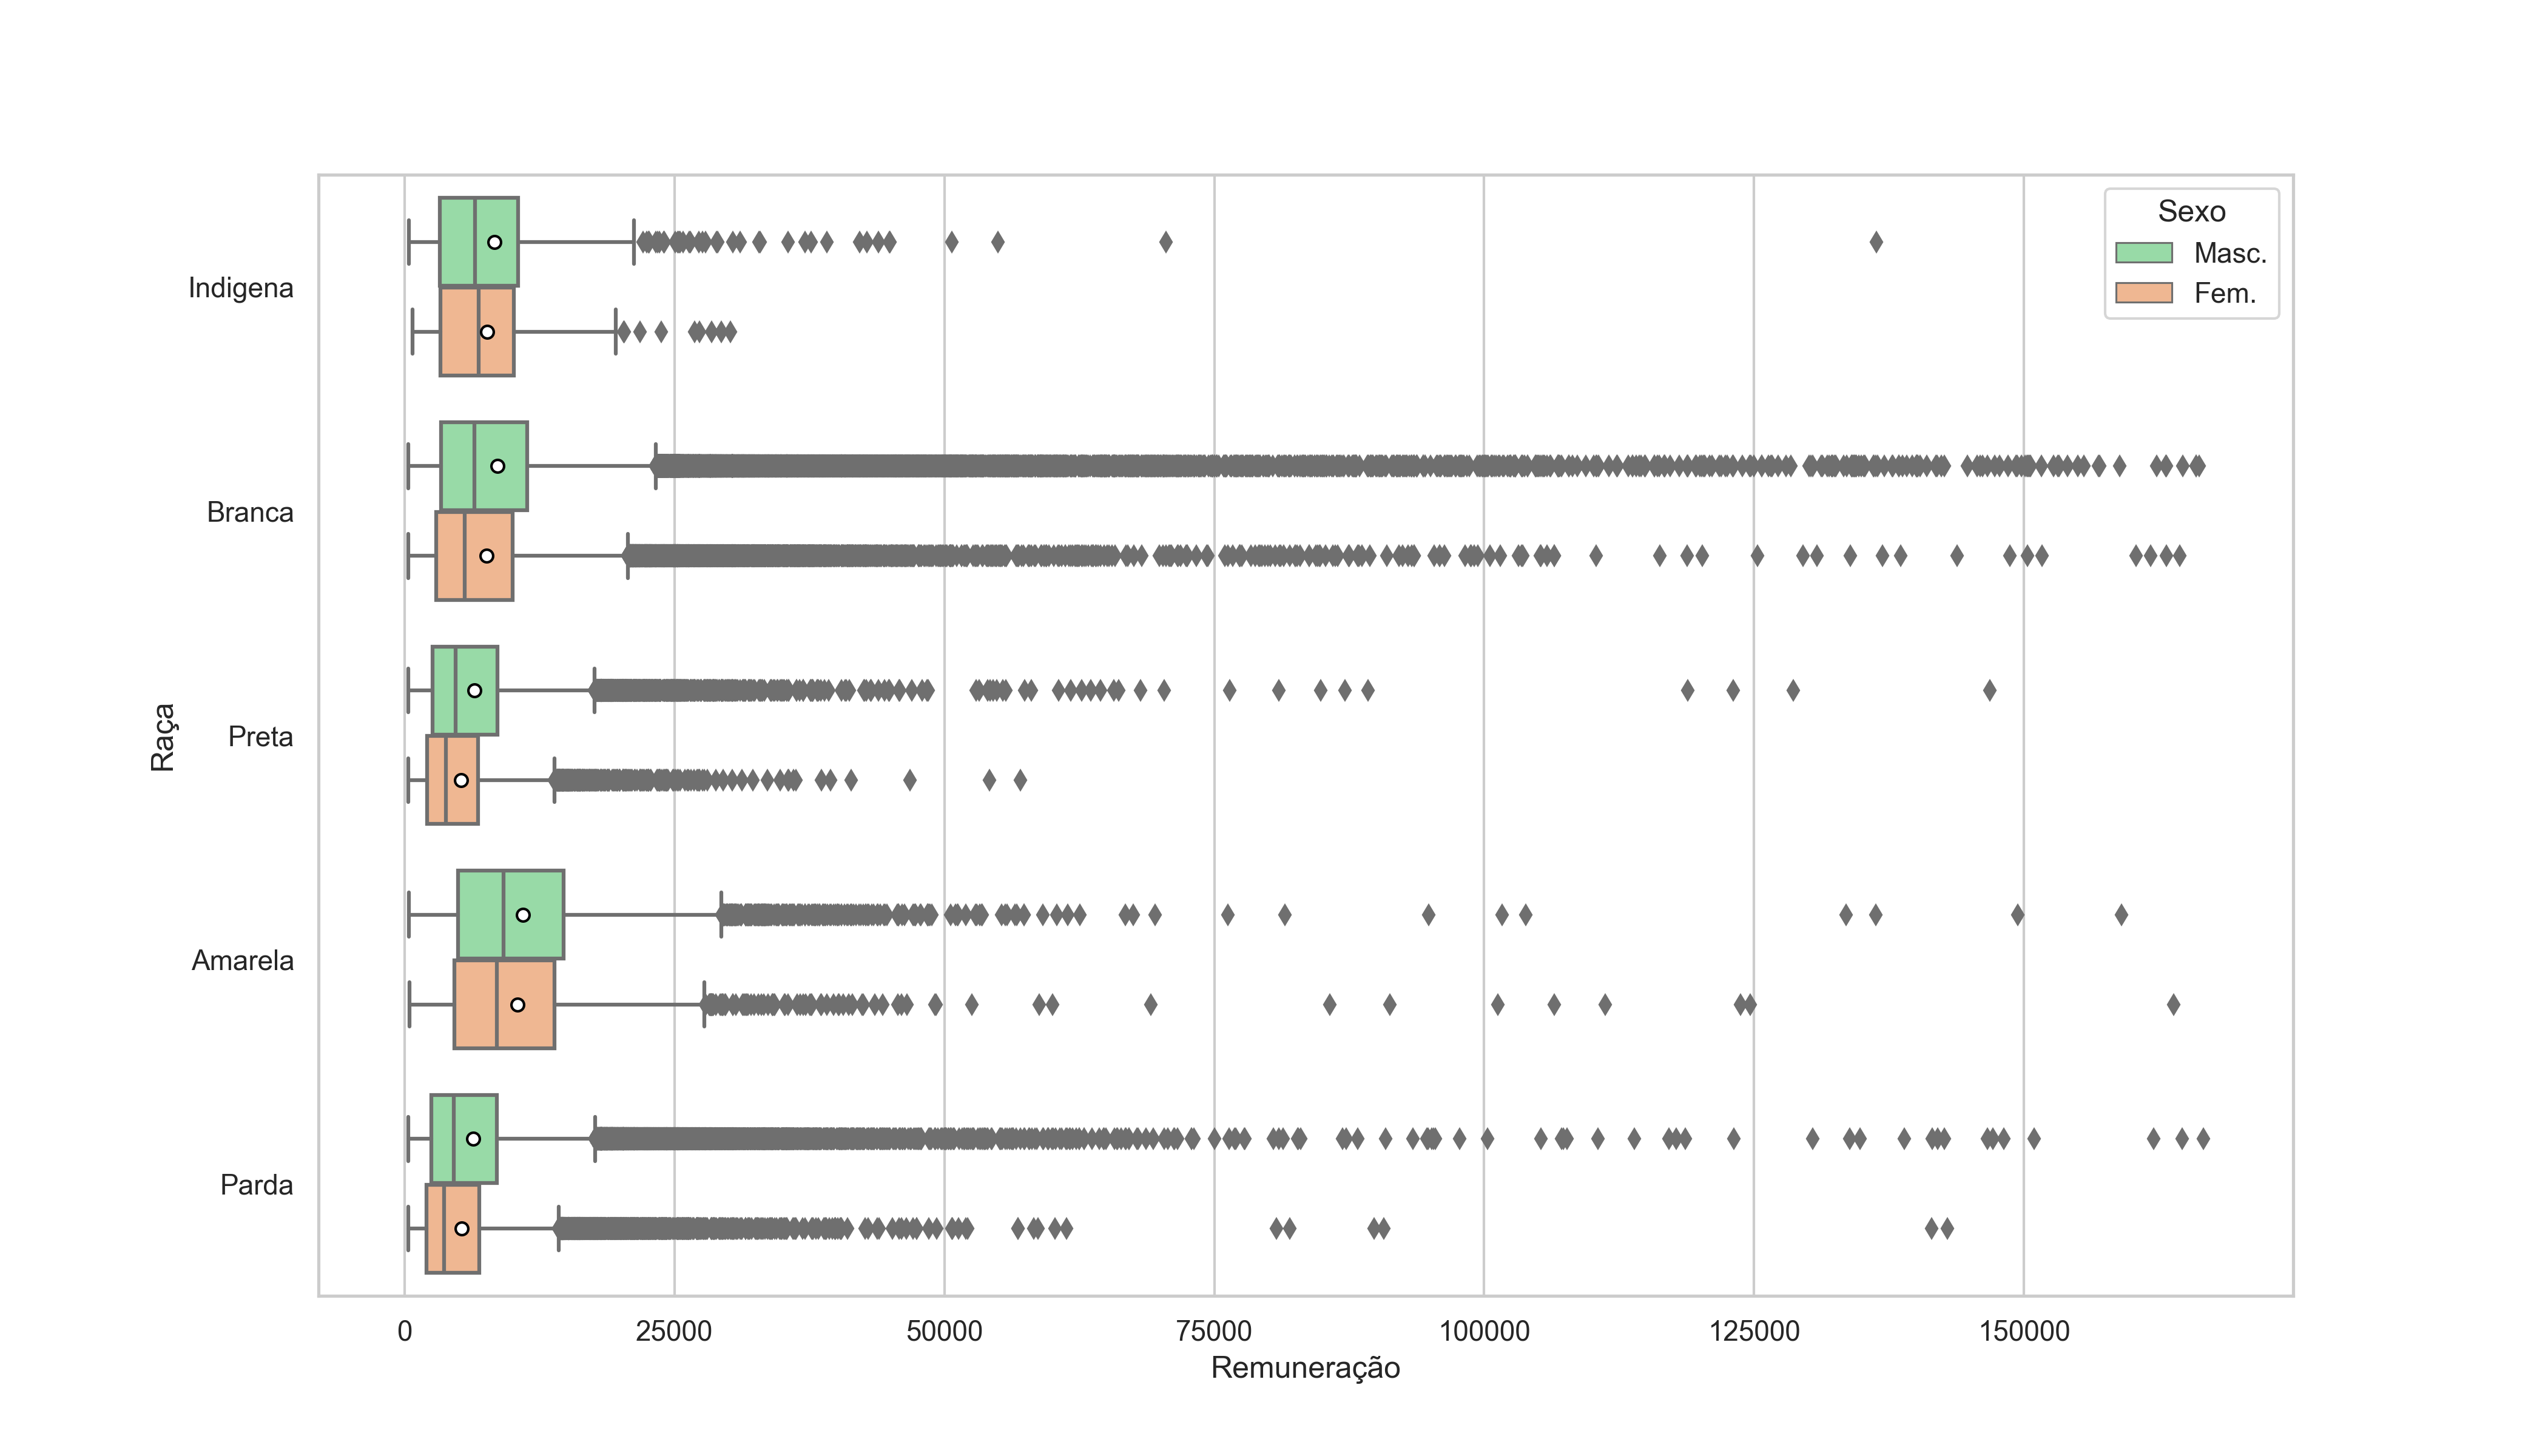 Sexo
Masc.
Fem.
Indigena
Branca
Preta
Amarela
Parda
Raça
0 25000 50000 75000 100000 125000 150000
Remuneração